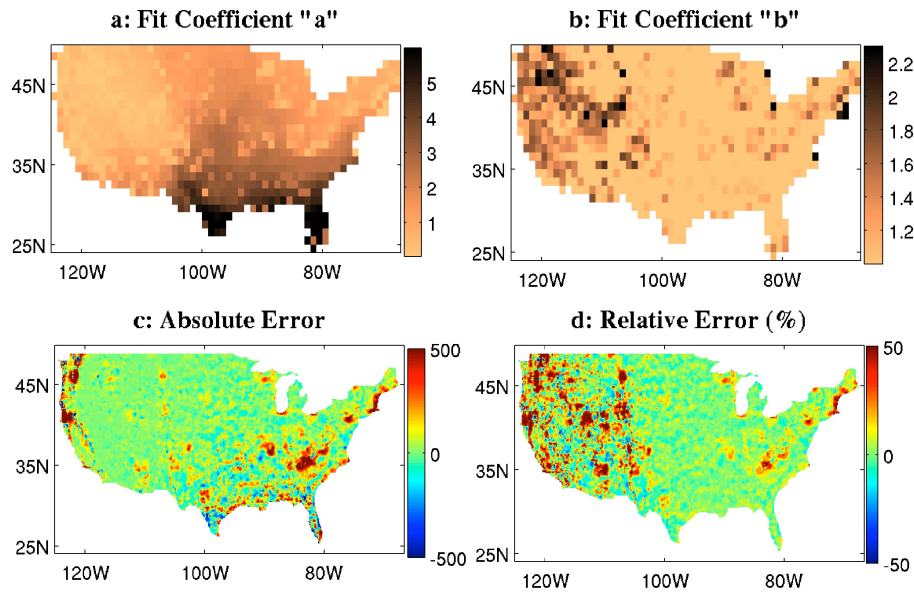 a: Fit Coefficient "a"
b: Fit Coefficient "b"
45N
35N
25N
120W
100W
80W
5
4
3
2
1
45N
35N
25N
120W
100W
80W
2.2
2
1.8
1.6
1.4
1.2
c: Absolute Error
d: Relative Error (%)
45N
35N
25N
120W
100W
80W
500
0
-500
45N
35N
25N
120W
100W
80W
50
0
-50